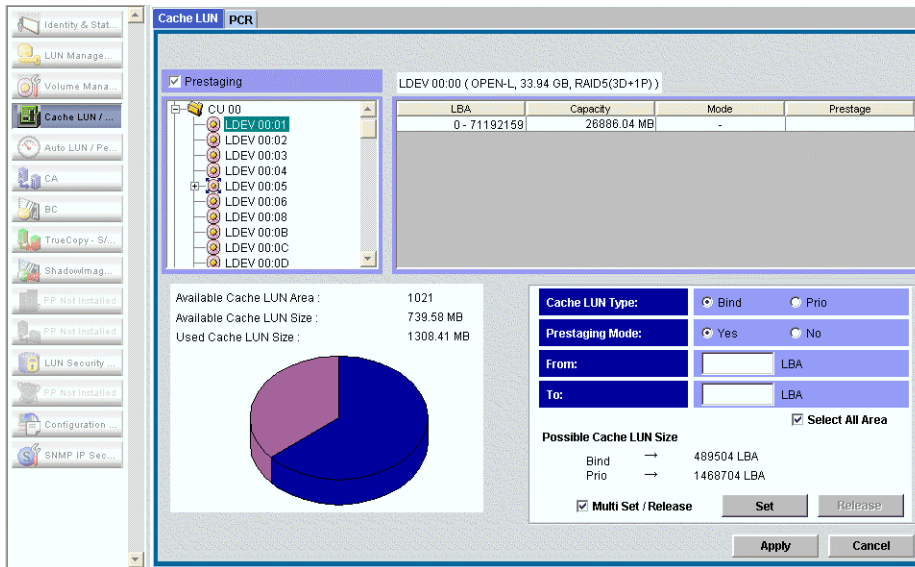 Identity & Stat...
LUN Manage...
Volume Mana...
Cache LUN / ...
Auto LUN / Pe...
CA
BC
TrueCopy - S/...
ShadowImag...
PP Not Installed
PP Not Installed
LUN Security ...
PP Not Installed
Configuration ...
SNMP IP Sec...
Cache LUN PCR
Prestaging
LDEV 00:00 ( OPEN-L, 33.94 GB, RAID5(3D+1P) )
CU 00
LDEV 00:01
LDEV 00:02
LDEV 00:03
LDEV 00:04
LDEV 00:05
LDEV 00:06
LDEV 00:08
LDEV 00:0B
LDEV 00:0C
LDEV 00:0D
LBA Capacity Mode Prestage
0 - 71192159 26886.04 MB -
Available Cache LUN Area : 1021
Available Cache LUN Size : 739.58 MB
Used Cache LUN Size : 1308.41 MB
Cache LUN Type: Bind Prio
Prestaging Mode: Yes No
From: LBA
To: LBA
Select All Area
Possible Cache LUN Size
Bind → 489504 LBA
Prio → 1468704 LBA
Multi Set / Release Set Release
Apply Cancel